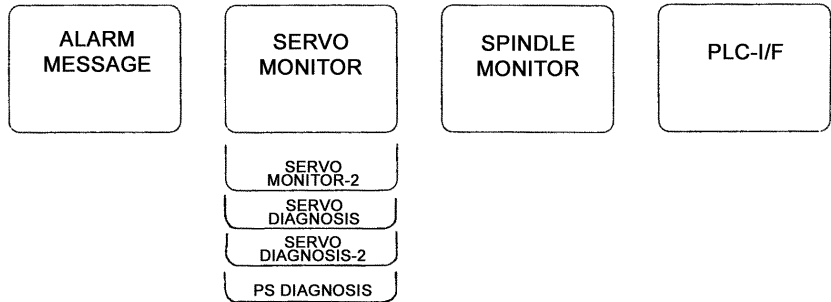 ALARM
MESSAGE
SERVO
MONITOR
SPINDLE
MONITOR
PLC-I/F
SERVO
MONITOR-2
SERVO
DIAGNOSIS
SERVO
DIAGNOSIS-2
PS DIAGNOSIS